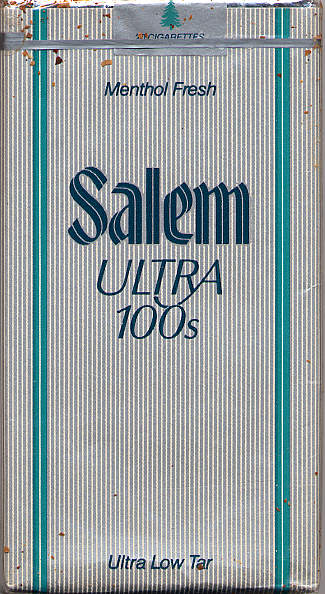 CIGARETTES
Menthol Fresh
Salem
ULTRA
100s
Ultra Low Tar